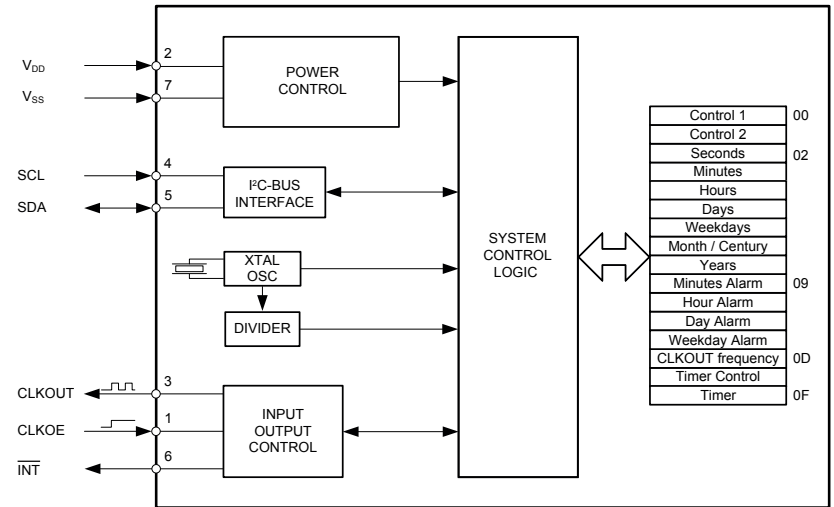 V_DD
2
V_SS
7
POWER
CONTROL
SCL
4
SDA
5
I²C-BUS
INTERFACE
XTAL
OSC
DIVIDER
CLKOUT
3
CLKOE
1
INT
6
INPUT
OUTPUT
CONTROL
SYSTEM
CONTROL
LOGIC
Control 1 00
Control 2
Seconds 02
Minutes
Hours
Days
Weekdays
Month / Century
Years
Minutes Alarm 09
Hour Alarm
Day Alarm
Weekday Alarm
CLKOUT frequency 0D
Timer Control
Timer 0F